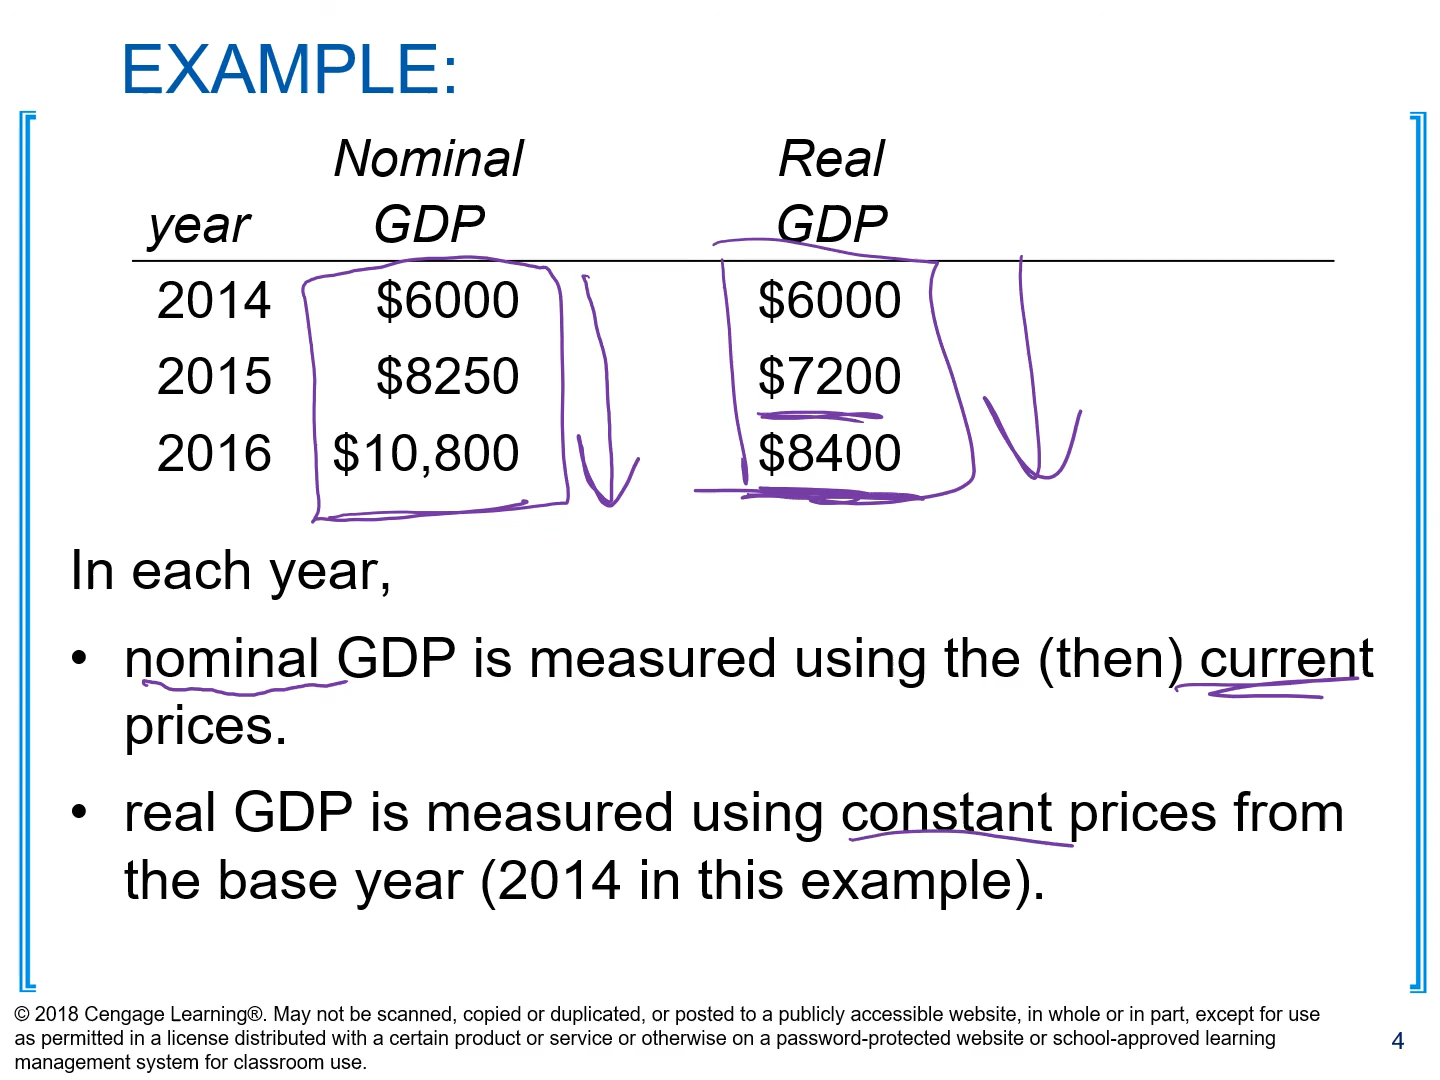 EXAMPLE:
Nominal Real
year GDP GDP
2014 $6000 $6000
2015 $8250 $7200
2016 $10,800 $8400
In each year,
• nominal GDP is measured using the (then) current
prices.
• real GDP is measured using constant prices from
the base year (2014 in this example).
© 2018 Cengage Learning®. May not be scanned, copied or duplicated, or posted to a publicly accessible website, in whole or in part, except for use
as permitted in a license distributed with a certain product or service or otherwise on a password-protected website or school-approved learning
management system for classroom use.
4